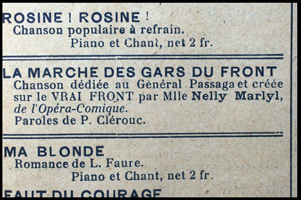 ROSINE ! ROSINE !
Chanson populaire à refrain.
Piano et Chant, net 2 fr.
LA MARCHE DES GARS DU FRONT
Chanson dédiée au Général Passaga et créée
sur le VRAI FRONT par Mlle Nelly Marlyl,
de l'Opéra-Comique.
Paroles de P. Clérouc.
MA BLONDE
Romance de L. Faure.
Piano et Chant, net 2 fr.
FAUT DU COURAGE